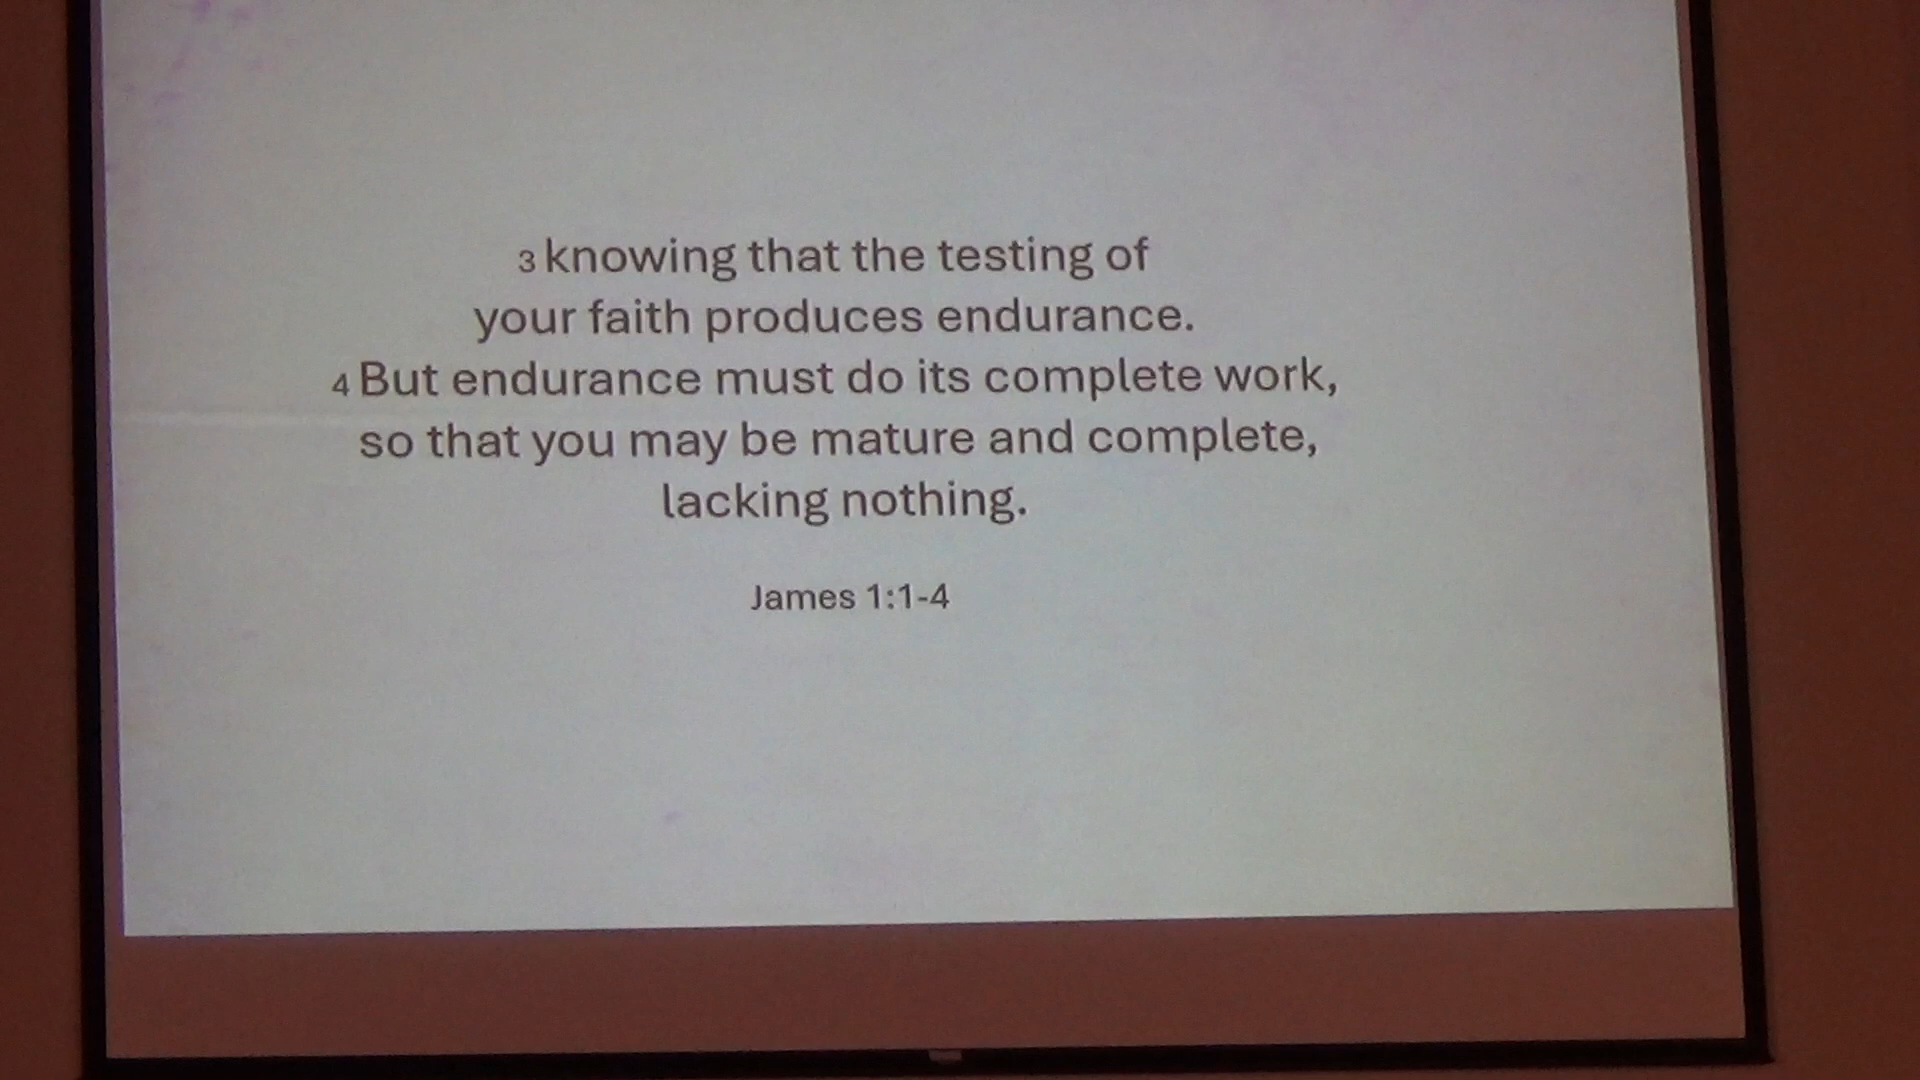 3 knowing that the testing of
your faith produces endurance.
4 But endurance must do its complete work,
so that you may be mature and complete,
lacking nothing.
James 1:1-4